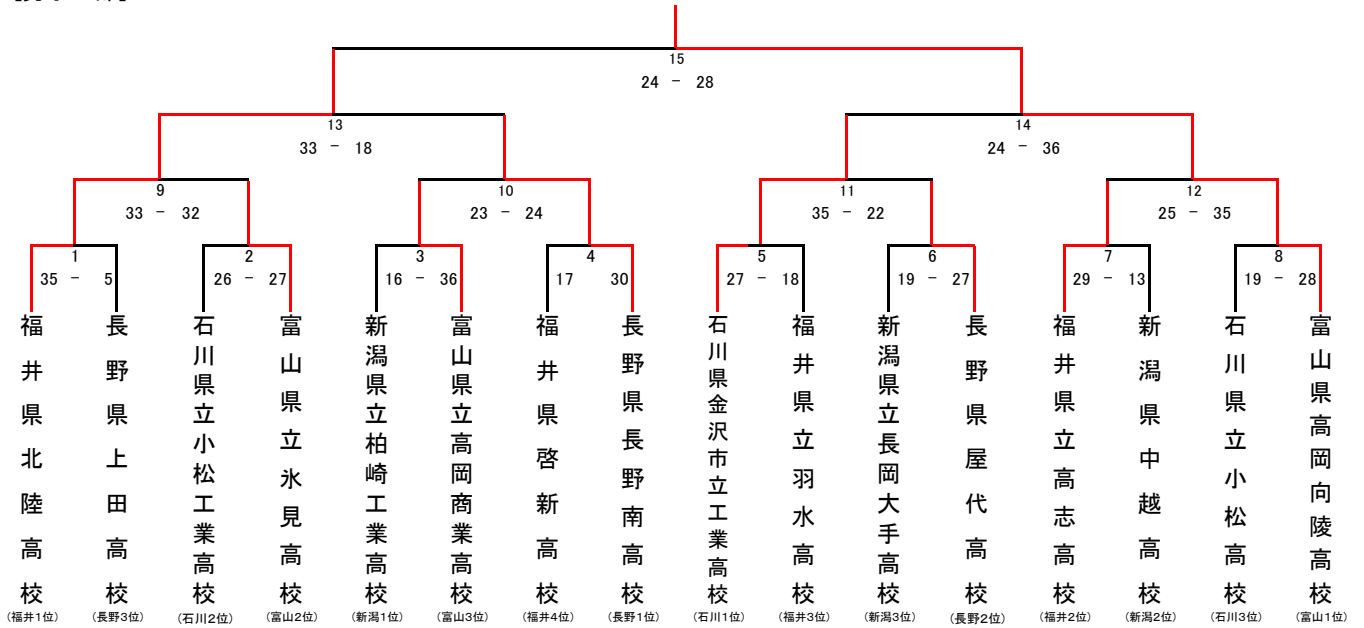 15
24 － 28
13
33 － 18
14
24 － 36
9
33 － 32
10
23 － 24
11
35 － 22
12
25 － 35
1
35 － 5
2
26 － 27
3
16 － 36
4
17 30
5
27 － 18
6
19 － 27
7
29 － 13
8
19 － 28
福井県北陸高校
(福井1位)
長野県上田高校
(長野3位)
石川県立小松工業高校
(石川2位)
富山県立氷見高校
(富山2位)
新潟県立柏崎工業高校
(新潟1位)
富山県立高岡商業高校
(富山3位)
福井県啓新高校
(福井4位)
長野県長野南高校
(長野1位)
石川県金沢市立工業高校
(石川1位)
福井県立羽水高校
(福井3位)
新潟県立長岡大手高校
(新潟3位)
長野県屋代高校
(長野2位)
福井県立高志高校
(福井2位)
新潟県中越高校
(新潟2位)
石川県立小松高校
(石川3位)
富山県高岡向陵高校
(富山1位)